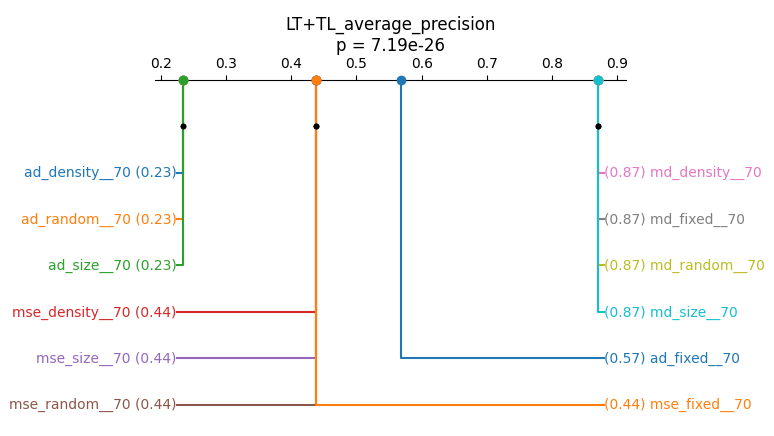 LT+TL_average_precision
p = 7.19e-26
0.2 0.3 0.4 0.5 0.6 0.7 0.8 0.9
ad_density__70 (0.23) (0.87) md_density__70
ad_random__70 (0.23) (0.87) md_fixed__70
ad_size__70 (0.23) (0.87) md_random__70
mse_density__70 (0.44) (0.87) md_size__70
mse_size__70 (0.44) (0.57) ad_fixed__70
mse_random__70 (0.44) (0.44) mse_fixed__70